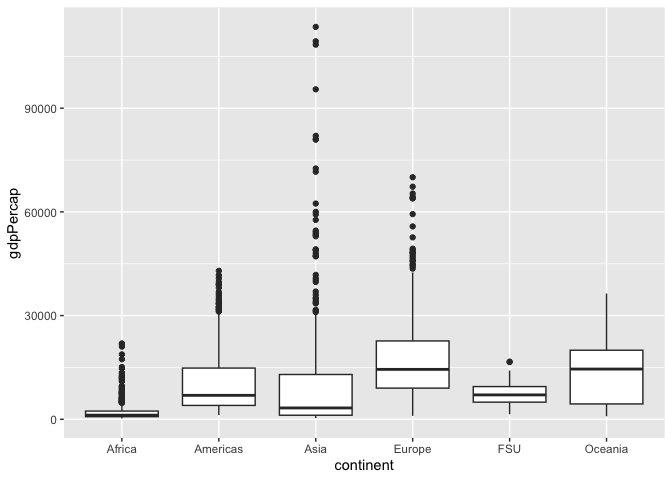 gdpPercap
90000
60000
30000
0
Africa Americas Asia Europe FSU Oceania
continent